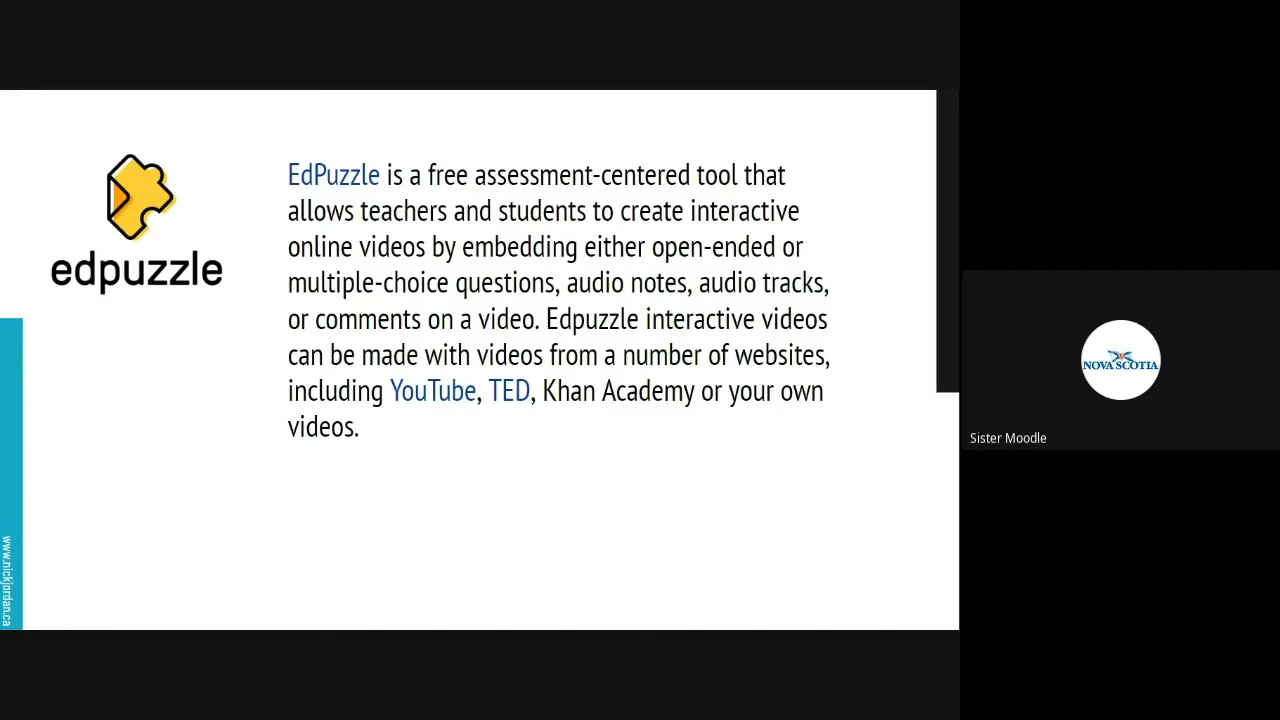 edpuzzle
EdPuzzle is a free assessment-centered tool that
allows teachers and students to create interactive
online videos by embedding either open-ended or
multiple-choice questions, audio notes, audio tracks,
or comments on a video. Edpuzzle interactive videos
can be made with videos from a number of websites,
including YouTube, TED, Khan Academy or your own
videos.
www.nickjordan.ca
NOVA SCOTIA
Sister Moodle